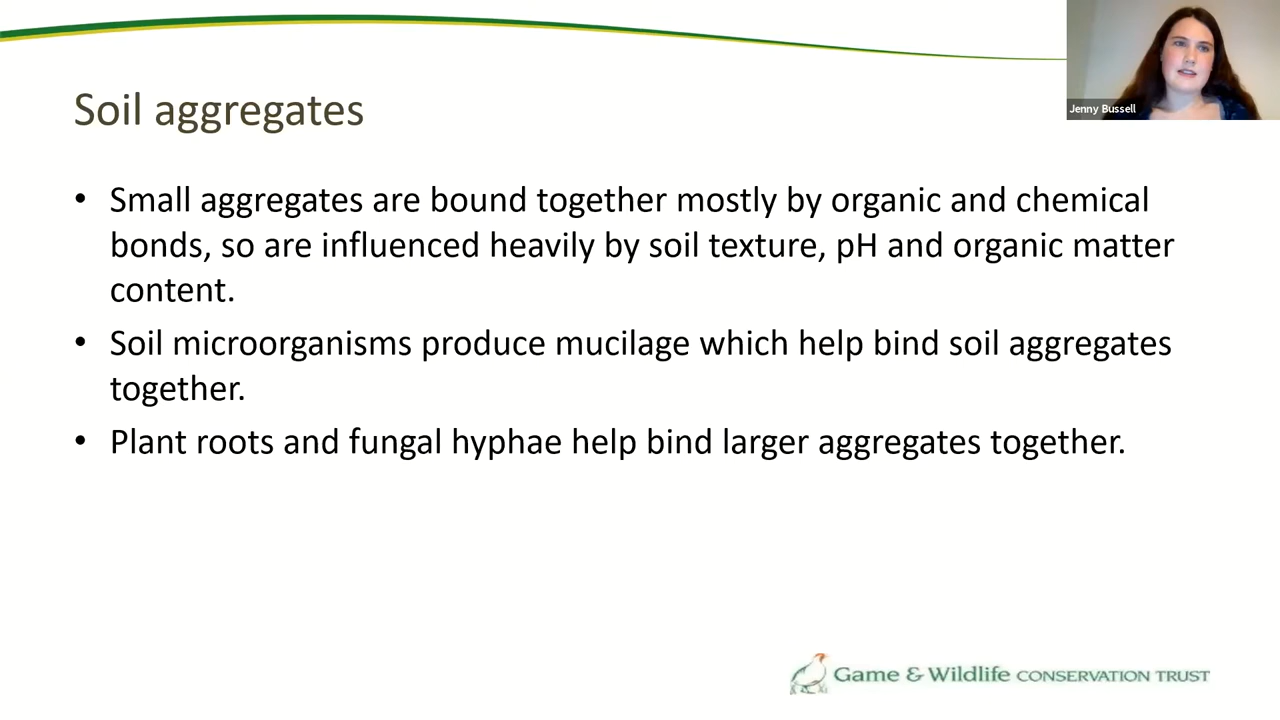 Jenny Bussell
Soil aggregates
• Small aggregates are bound together mostly by organic and chemical
bonds, so are influenced heavily by soil texture, pH and organic matter
content.
• Soil microorganisms produce mucilage which help bind soil aggregates
together.
• Plant roots and fungal hyphae help bind larger aggregates together.
Game & Wildlife CONSERVATION TRUST